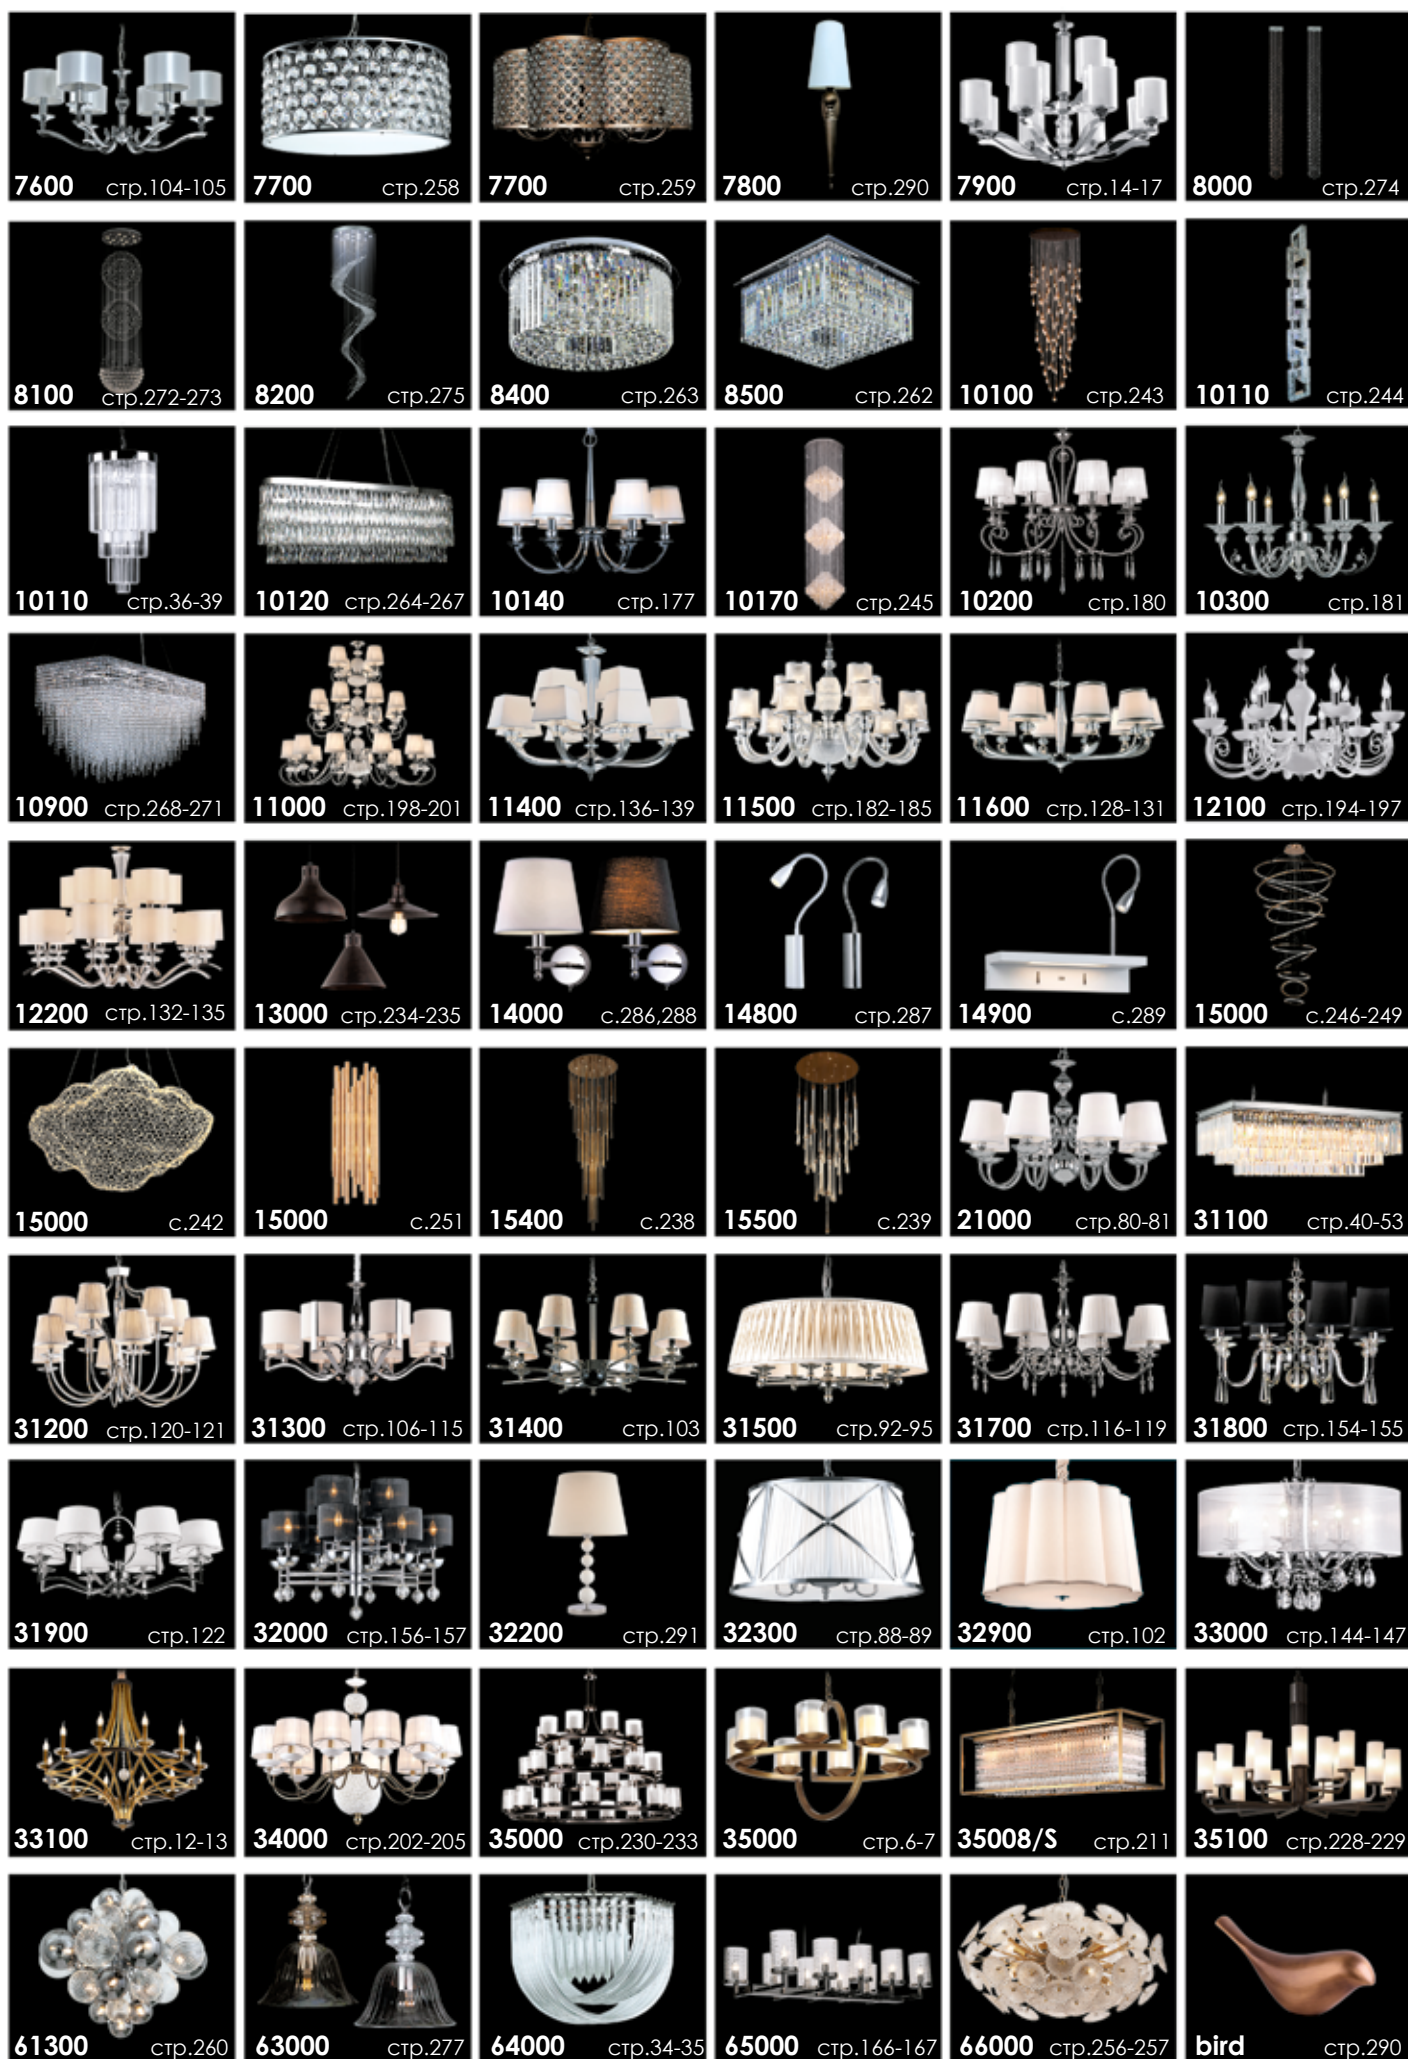 7600 стр.104-105
7700 стр.258
7700 стр.259
7800 стр.290
7900 стр.14-17
8000 стр.274
8100 стр.272-273
8200 стр.275
8400 стр.263
8500 стр.262
10100 стр.243
10110 стр.244
10110 стр.36-39
10120 стр.264-267
10140 стр.177
10170 стр.245
10200 стр.180
10300 стр.181
10900 стр.268-271
11000 стр.198-201
11400 стр.136-139
11500 стр.182-185
11600 стр.128-131
12100 стр.194-197
12200 стр.132-135
13000 стр.234-235
14000 с.286,288
14800 стр.287
14900 с.289
15000 с.246-249
15000 с.242
15000 с.251
15400 с.238
15500 с.239
21000 стр.80-81
31100 стр.40-53
31200 стр.120-121
31300 стр.106-115
31400 стр.103
31500 стр.92-95
31700 стр.116-119
31800 стр.154-155
31900 стр.122
32000 стр.156-157
32200 стр.291
32300 стр.88-89
32900 стр.102
33000 стр.144-147
33100 стр.12-13
34000 стр.202-205
35000 стр.230-233
35000 стр.6-7
35008/S стр.211
35100 стр.228-229
61300 стр.260
63000 стр.277
64000 стр.34-35
65000 стр.166-167
66000 стр.256-257
bird стр.290